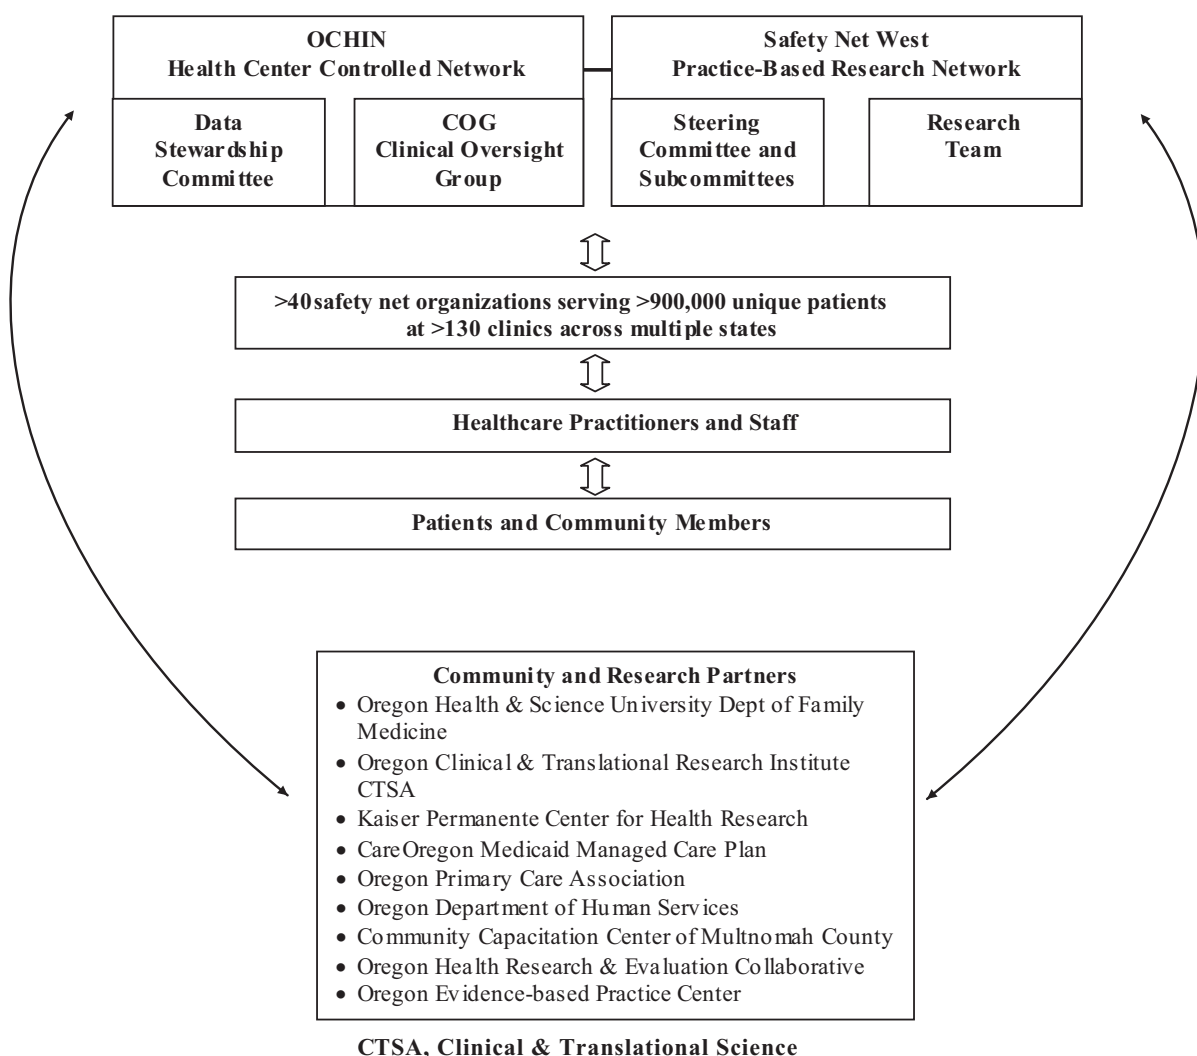 OCHIN
Health Center Controlled Network
Safety Net West
Practice-Based Research Network
Data
Stewardship
Committee
COG
Clinical Oversight
Group
Steering
Committee and
Subcommittees
Research
Team
>40 safety net organizations serving >900,000 unique patients
at >130 clinics across multiple states
Healthcare Practitioners and Staff
Patients and Community Members
Community and Research Partners
• Oregon Health & Science University Dept of Family
Medicine
• Oregon Clinical & Translational Research Institute
CTSA
• Kaiser Permanente Center for Health Research
• CareOregon Medicaid Managed Care Plan
• Oregon Primary Care Association
• Oregon Department of Human Services
• Community Capacitation Center of Multnomah County
• Oregon Health Research & Evaluation Collaborative
• Oregon Evidence-based Practice Center
CTSA, Clinical & Translational Science